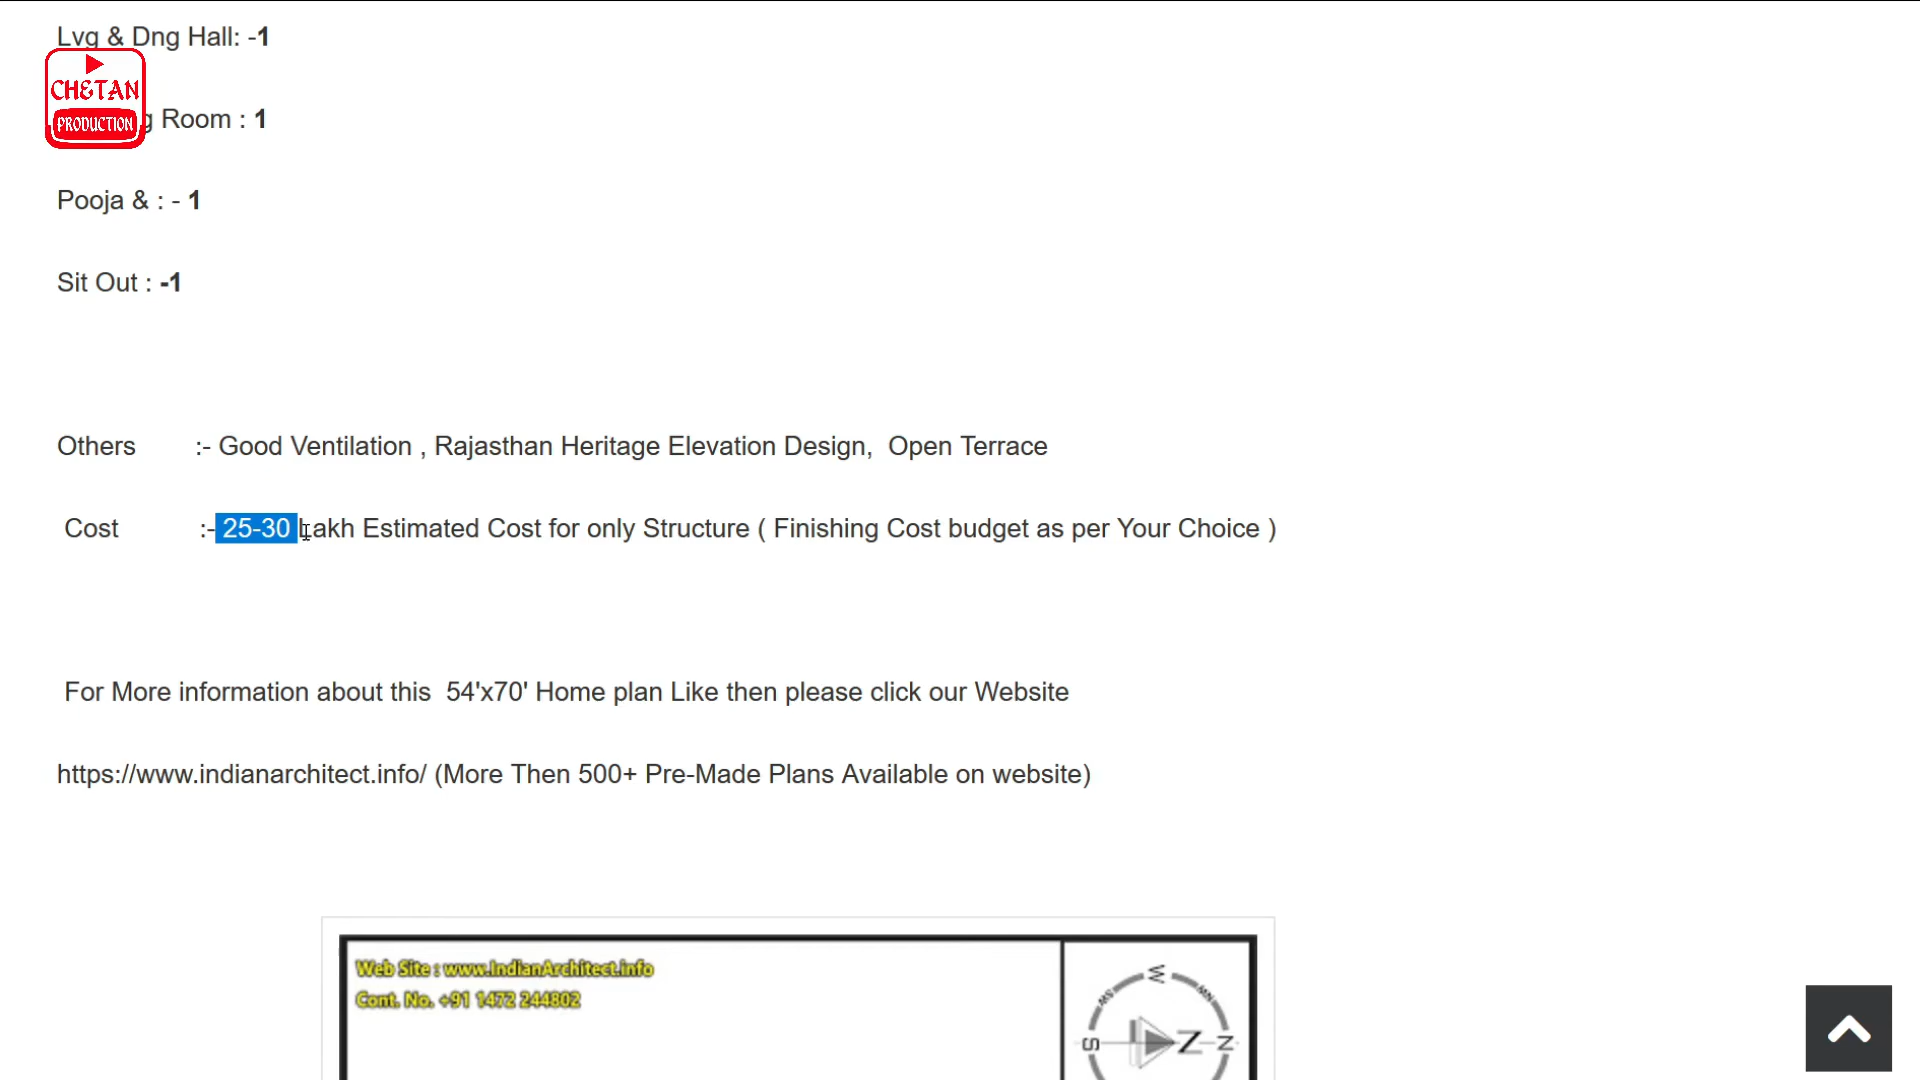 Lvg & Dng Hall: -1
CHETAN
PRODUCTION
g Room : 1
Pooja & : - 1
Sit Out : -1
Others :- Good Ventilation , Rajasthan Heritage Elevation Design, Open Terrace
Cost :- 25-30 Lakh Estimated Cost for only Structure ( Finishing Cost budget as per Your Choice )
For More information about this 54'x70' Home plan Like then please click our Website
https://www.indianarchitect.info/ (More Then 500+ Pre-Made Plans Available on website)
Web Site : www.IndianArchitect.info
Cont. No. +91 1472 244802
W
SW
WN
S
Z
N